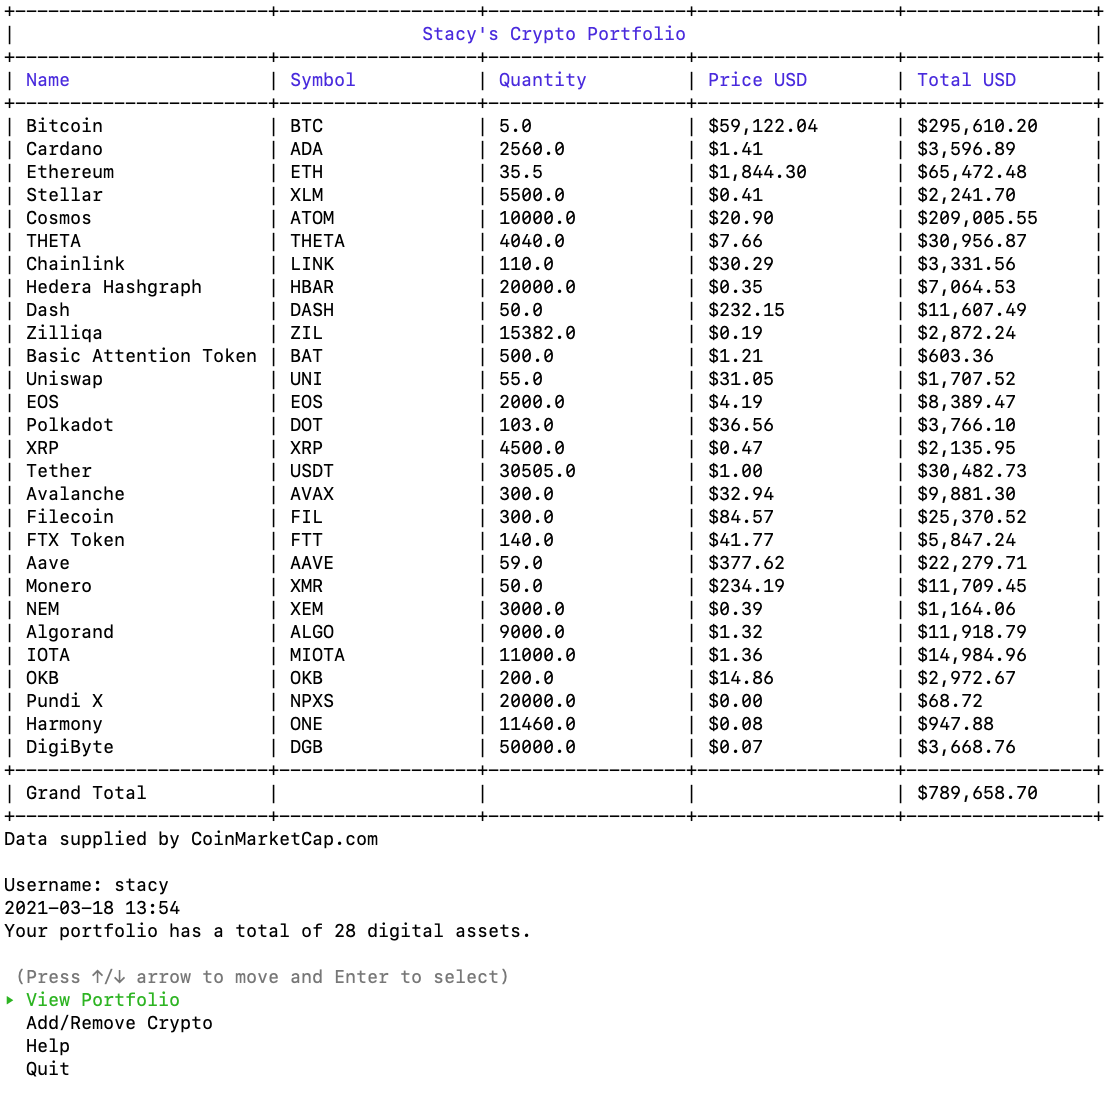 Stacy's Crypto Portfolio
Name Symbol Quantity Price USD Total USD
Bitcoin BTC 5.0 $59,122.04 $295,610.20
Cardano ADA 2560.0 $1.41 $3,596.89
Ethereum ETH 35.5 $1,844.30 $65,472.48
Stellar XLM 5500.0 $0.41 $2,241.70
Cosmos ATOM 10000.0 $20.90 $209,005.55
THETA THETA 4040.0 $7.66 $30,956.87
Chainlink LINK 110.0 $30.29 $3,331.56
Hedera Hashgraph HBAR 20000.0 $0.35 $7,064.53
Dash DASH 50.0 $232.15 $11,607.49
Zilliqa ZIL 15382.0 $0.19 $2,872.24
Basic Attention Token BAT 500.0 $1.21 $603.36
Uniswap UNI 55.0 $31.05 $1,707.52
EOS EOS 2000.0 $4.19 $8,389.47
Polkadot DOT 103.0 $36.56 $3,766.10
XRP XRP 4500.0 $0.47 $2,135.95
Tether USDT 30505.0 $1.00 $30,482.73
Avalanche AVAX 300.0 $32.94 $9,881.30
Filecoin FIL 300.0 $84.57 $25,370.52
FTX Token FTT 140.0 $41.77 $5,847.24
Aave AAVE 59.0 $377.62 $22,279.71
Monero XMR 50.0 $234.19 $11,709.45
NEM XEM 3000.0 $0.39 $1,164.06
Algorand ALGO 9000.0 $1.32 $11,918.79
IOTA MIOTA 11000.0 $1.36 $14,984.96
OKB OKB 200.0 $14.86 $2,972.67
Pundi X NPXS 20000.0 $0.00 $68.72
Harmony ONE 11460.0 $0.08 $947.88
DigiByte DGB 50000.0 $0.07 $3,668.76
Grand Total $789,658.70
Data supplied by CoinMarketCap.com
Username: stacy
2021-03-18 13:54
Your portfolio has a total of 28 digital assets.
(Press ↑/↓ arrow to move and Enter to select)
▸ View Portfolio
Add/Remove Crypto
Help
Quit